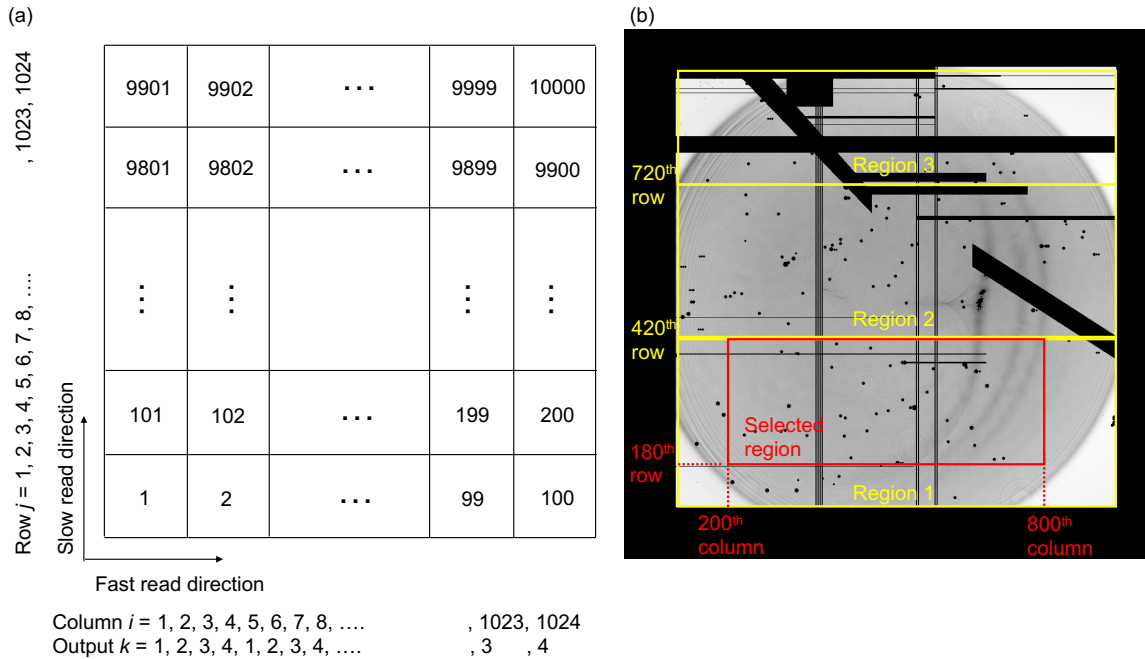 (a)
(b)
Row j = 1, 2, 3, 4, 5, 6, 7, 8, …. , 1023, 1024
Slow read direction
9901 9902 ... 9999 10000
9801 9802 ... 9899 9900
⋮ ⋮ ⋮ ⋮
101 102 ... 199 200
1 2 ... 99 100
Fast read direction
Column i = 1, 2, 3, 4, 5, 6, 7, 8, …. , 1023, 1024
Output k = 1, 2, 3, 4, 1, 2, 3, 4, …. , 3 , 4
Region 3
720th
row
Region 2
420th
row
Selected
region
180th
row
Region 1
200th
column
800th
column